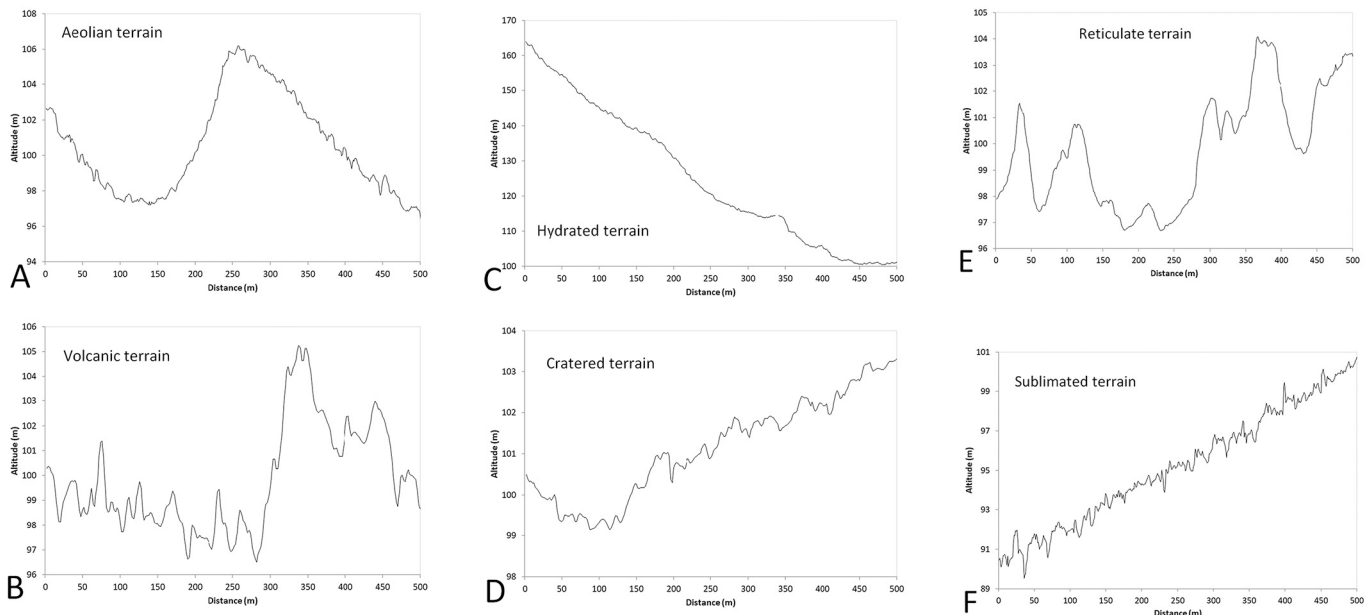 108
106
104
102
100
98
96
94
Altitude (m)
Aeolian terrain
0 50 100 150 200 250 300 350 400 450 500
Distance (m)
A
170
160
150
140
130
120
110
100
Altitude (m)
Hydrated terrain
0 50 100 150 200 250 300 350 400 450 500
Distance (m)
C
105
104
103
102
101
100
99
98
97
96
Altitude (m)
Reticulate terrain
0 50 100 150 200 250 300 350 400 450 500
Distance (m)
E
106
105
104
103
102
101
100
99
98
97
96
Altitude (m)
Volcanic terrain
0 50 100 150 200 250 300 350 400 450 500
Distance (m)
B
104
103
102
101
100
99
98
Altitude (m)
Cratered terrain
0 50 100 150 200 250 300 350 400 450 500
Distance (m)
D
101
99
97
95
93
91
89
Altitude (m)
Sublimated terrain
0 50 100 150 200 250 300 350 400 450 500
Distance (m)
F